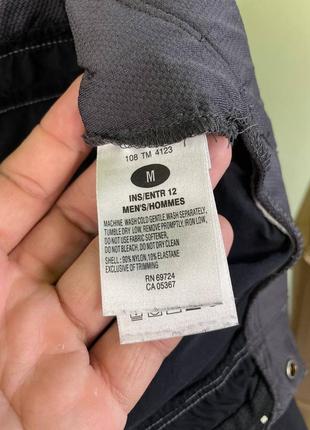 108 TM 4123
M
INS/ENTR 12
MEN'S/HOMMES
MACHINE WASH COLD GENTLE, WASH SEPARATELY,
TUMBLE DRY LOW, REMOVE PROMPTLY, IRON LOW,
DO NOT USE FABRIC SOFTENER,
DO NOT BLEACH, DO NOT DRY CLEAN
SHELL : 90% NYLON, 10% ELASTANE
EXCLUSIVE OF TRIMMING
RN 69724
CA 05367